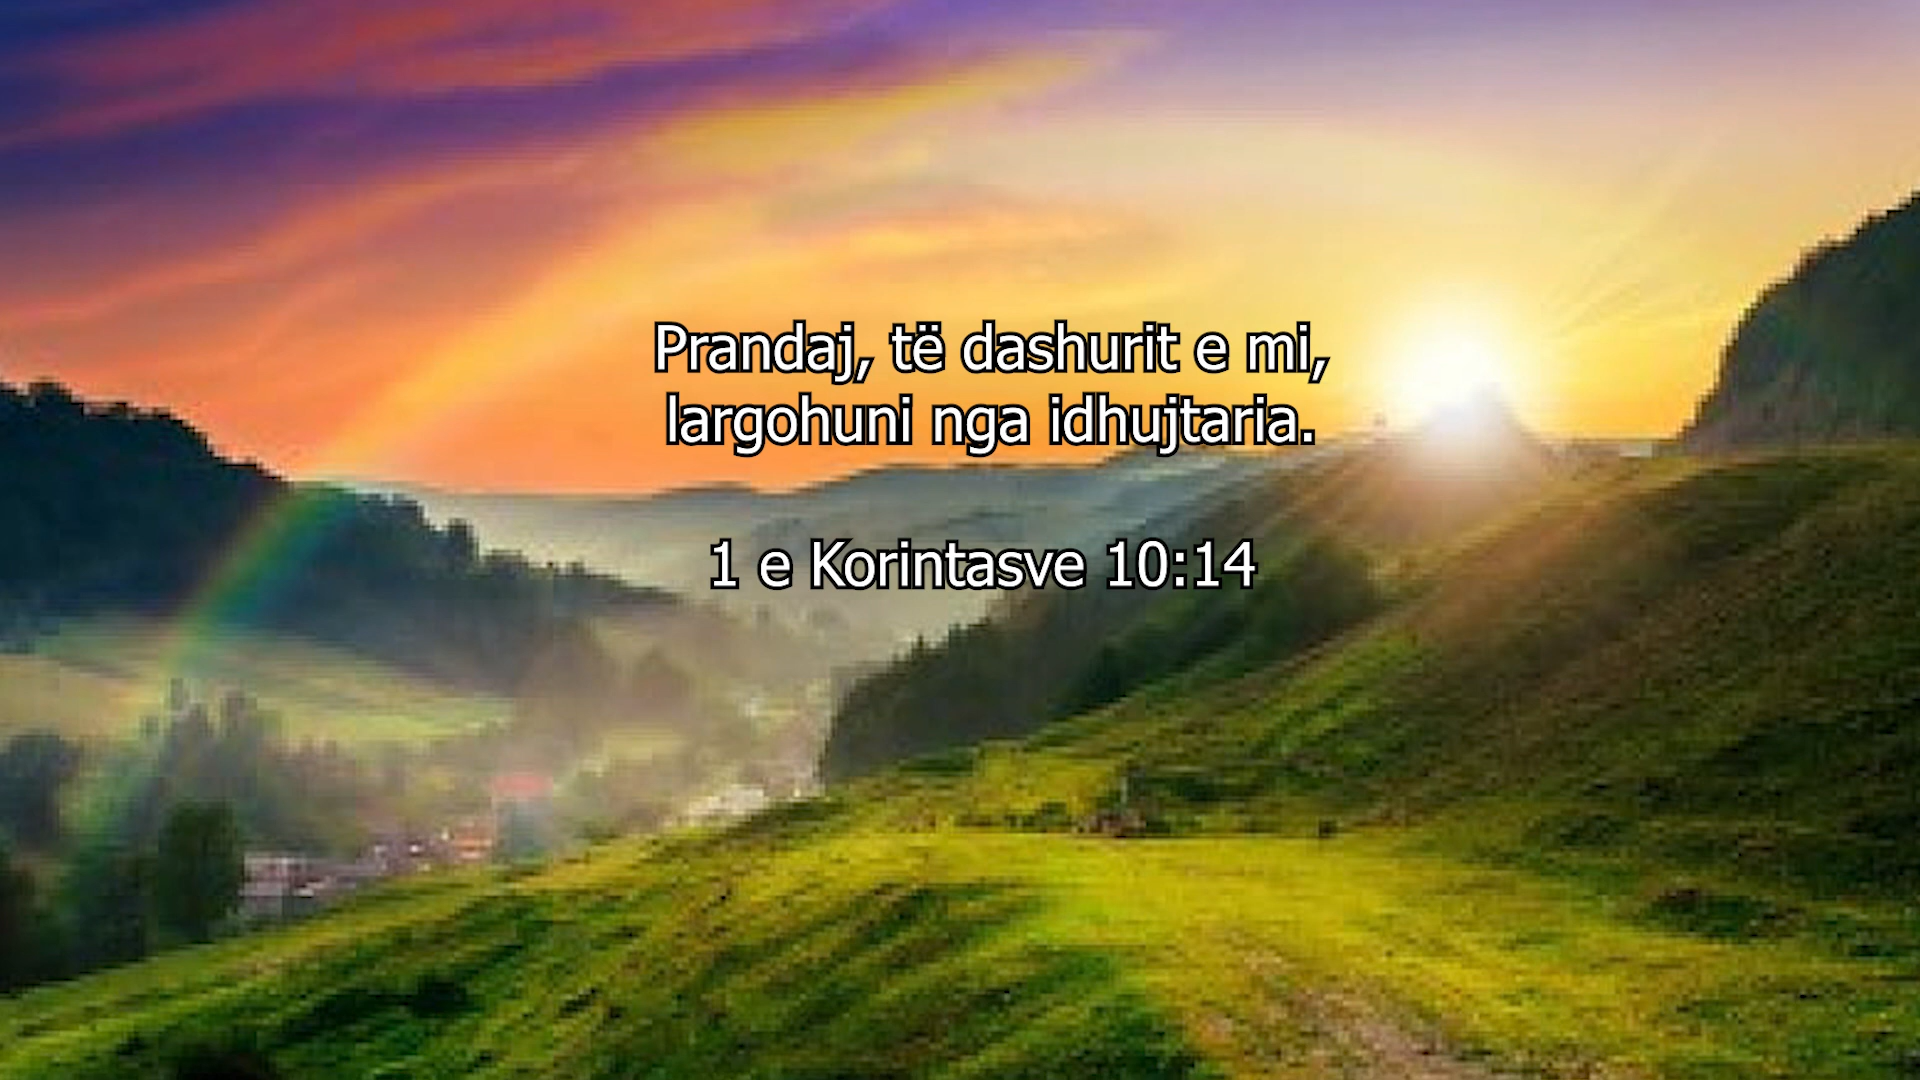 Prandaj, të dashurit e mi,
largohuni nga idhujtaria.
1 e Korintasve 10:14